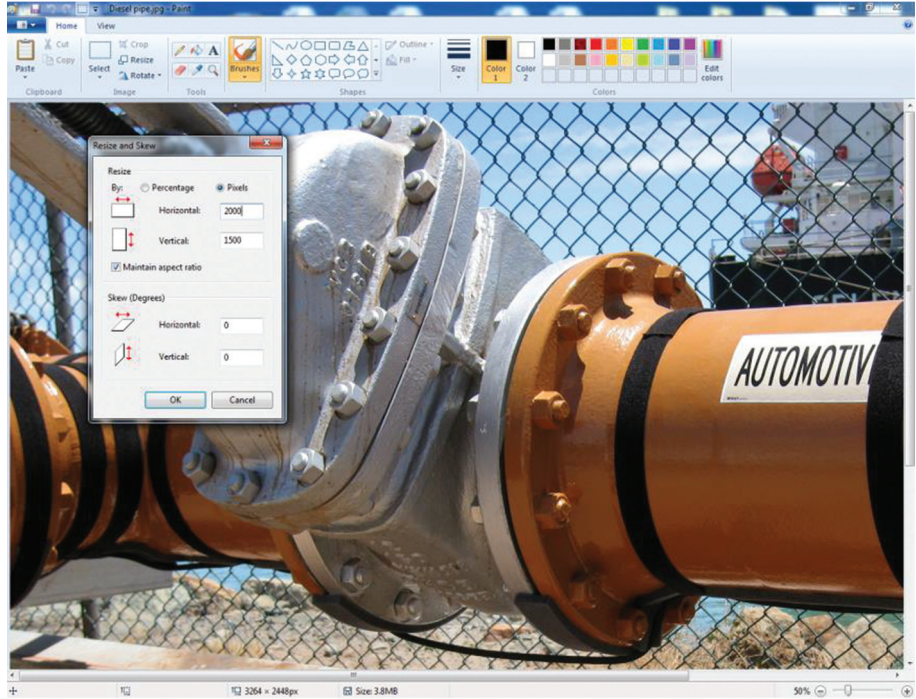 Diesel pipe.jpg - Paint
Home View
Paste
Cut
Copy
Clipboard
Select
Crop
Resize
Rotate
Image
Tools
Brushes
Shapes
Outline
Fill
Size
Color 1
Color 2
Edit colors
Colors
Resize and Skew
Resize
By: Percentage Pixels
Horizontal: 2000
Vertical: 1500
Maintain aspect ratio
Skew (Degrees)
Horizontal: 0
Vertical: 0
OK Cancel
AUTOMOTIV
3264 × 2448px Size: 3.8MB 50%